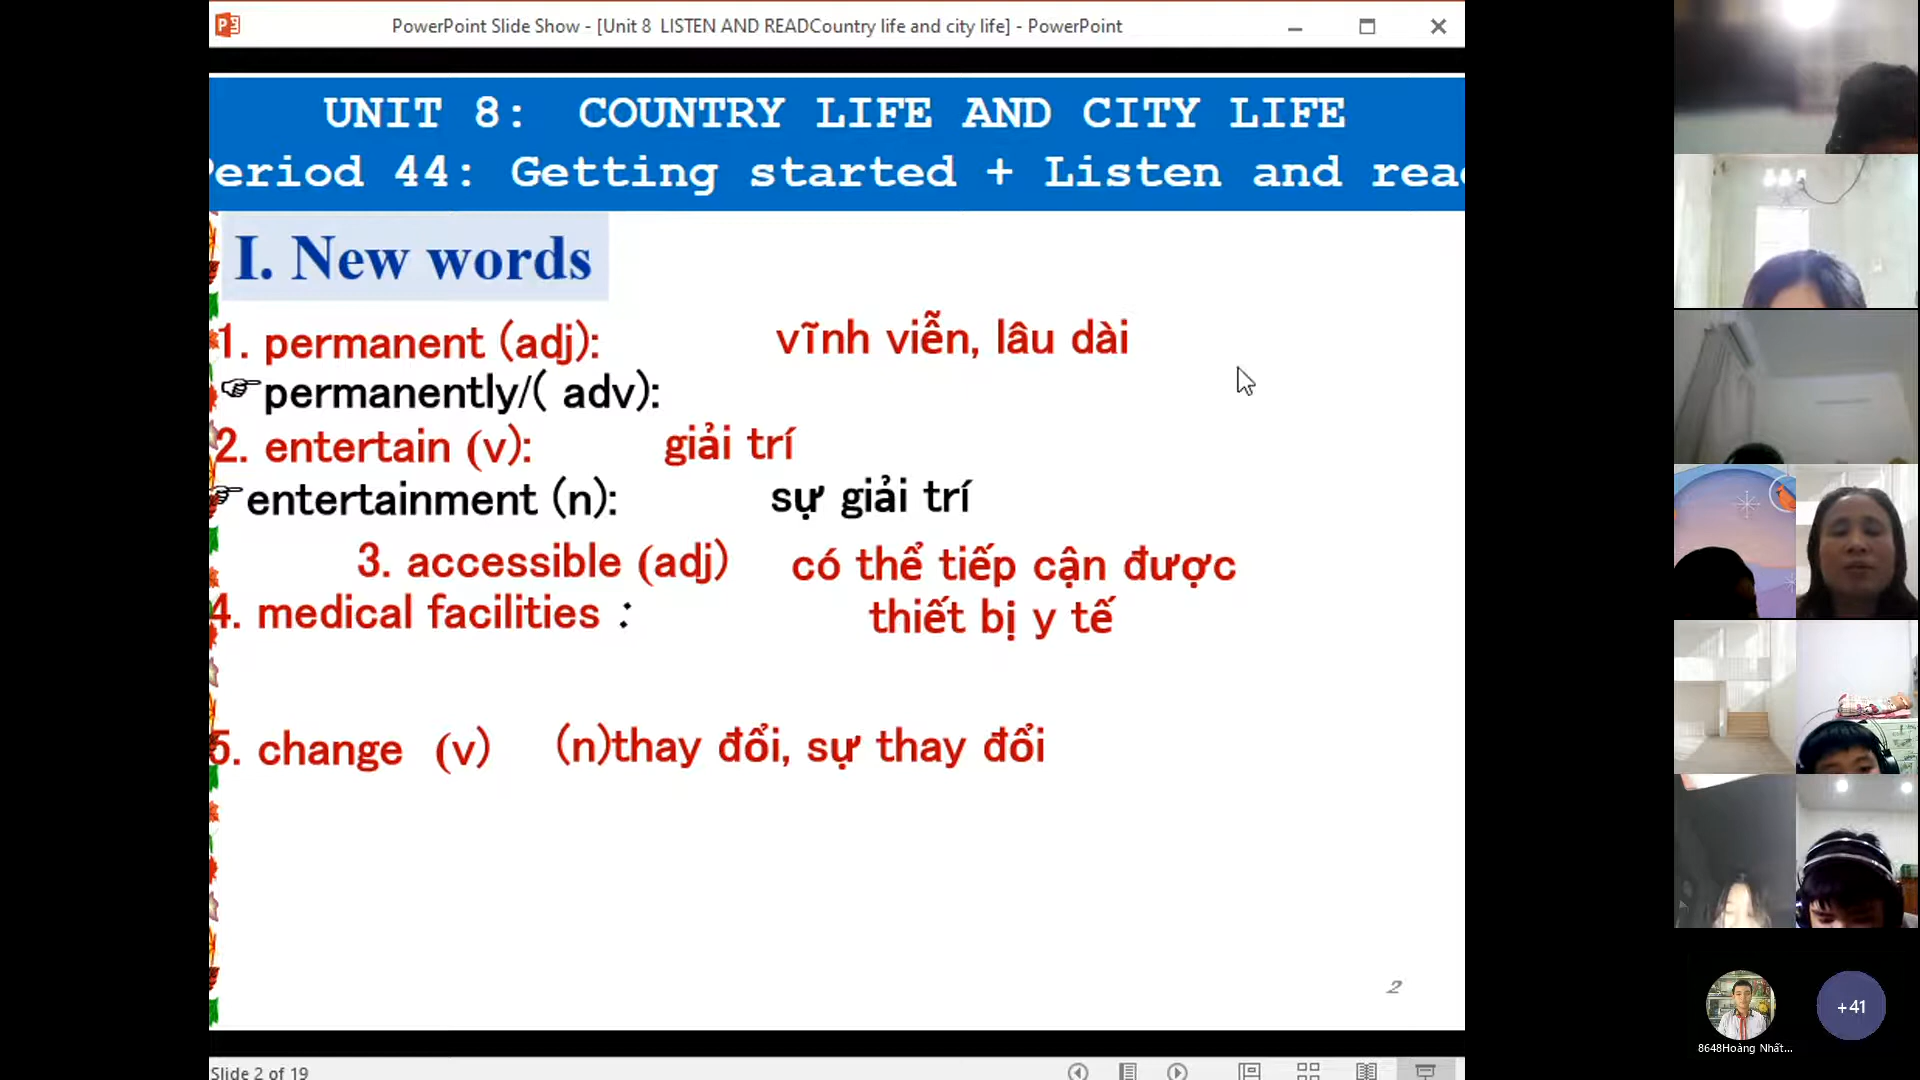 PowerPoint Slide Show - [Unit 8 LISTEN AND READCountry life and city life] - PowerPoint
UNIT 8: COUNTRY LIFE AND CITY LIFE
Period 44: Getting started + Listen and read
I. New words
1. permanent (adj): vĩnh viễn, lâu dài
☞permanently/( adv):
2. entertain (v): giải trí
☞entertainment (n): sự giải trí
3. accessible (adj) có thể tiếp cận được
4. medical facilities : thiết bị y tế
5. change (v) (n)thay đổi, sự thay đổi
2
Slide 2 of 19
+41
8648Hoàng Nhất...